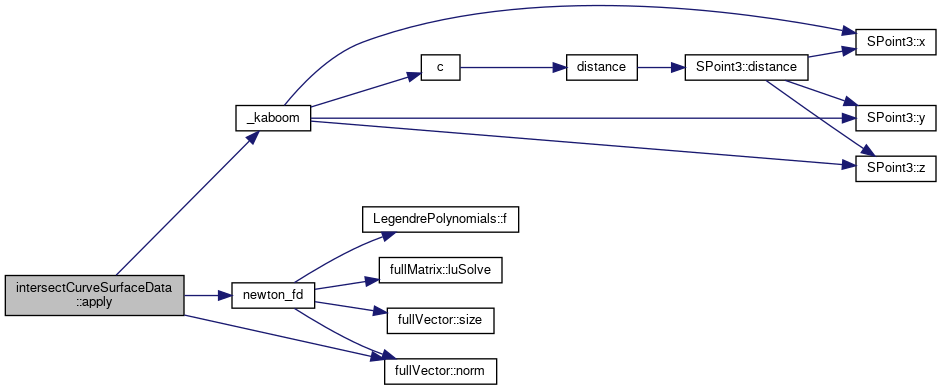 SPoint3::x
c
distance
SPoint3::distance
_kaboom
SPoint3::y
SPoint3::z
LegendrePolynomials::f
fullMatrix::luSolve
intersectCurveSurfaceData
::apply
newton_fd
fullVector::size
fullVector::norm